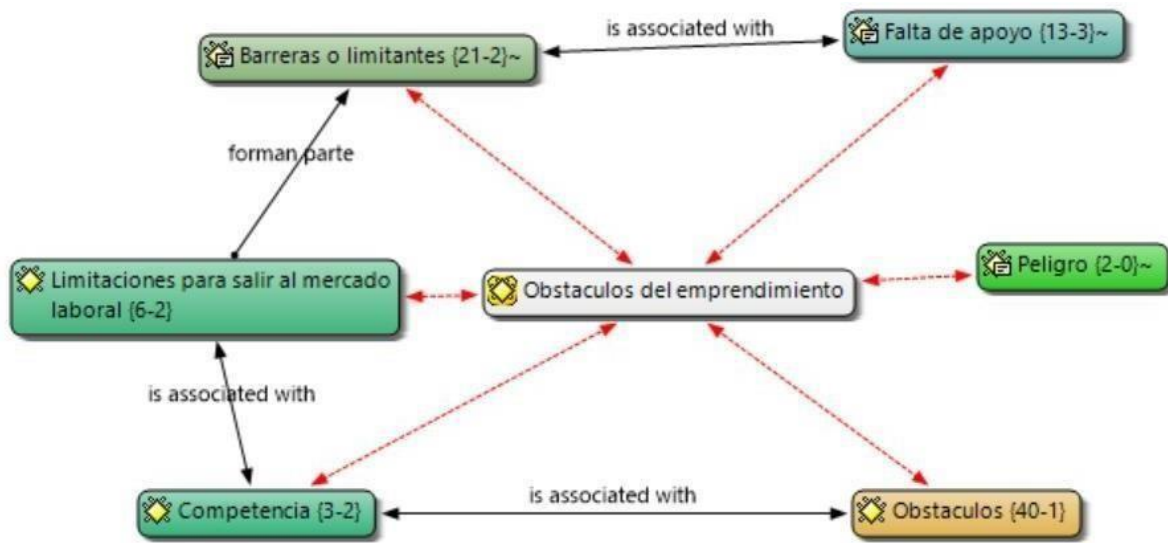 is associated with
Falta de apoyo {13-3}~
Barreras o limitantes {21-2}~
forman parte
Limitaciones para salir al mercado
laboral {6-2}
Obstaculos del emprendimiento
Peligro {2-0}~
is associated with
is associated with
Competencia {3-2}
Obstaculos {40-1}